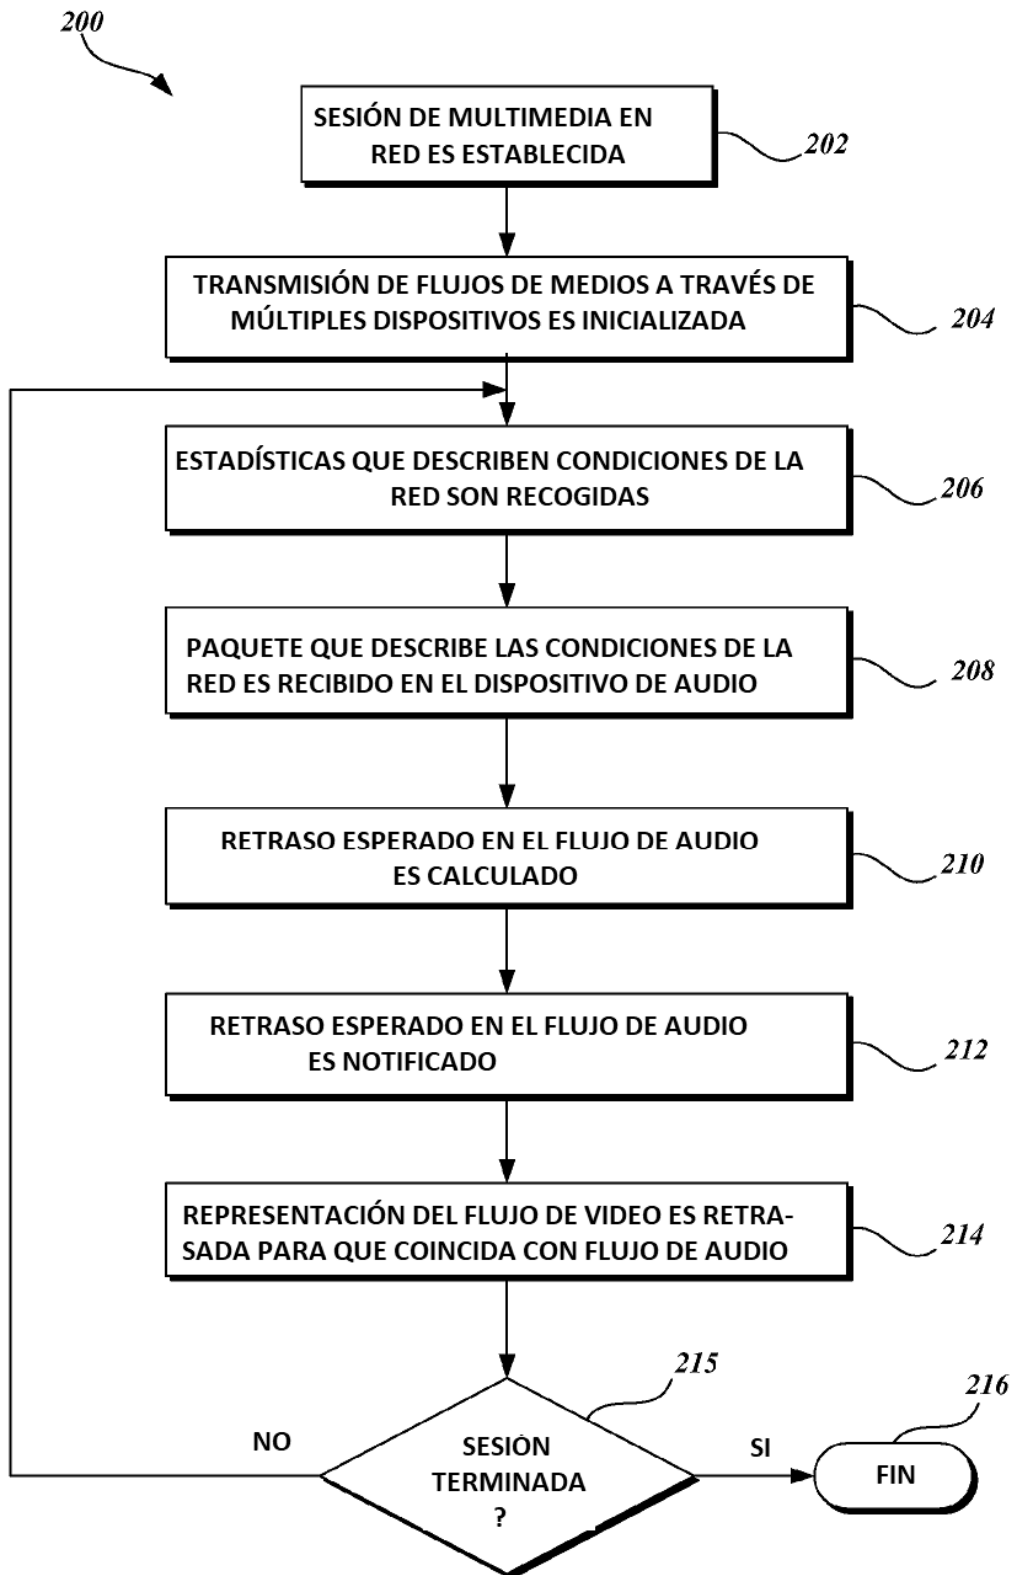 200
SESIÓN DE MULTIMEDIA EN
RED ES ESTABLECIDA
202
TRANSMISIÓN DE FLUJOS DE MEDIOS A TRAVÉS DE
MÚLTIPLES DISPOSITIVOS ES INICIALIZADA
204
ESTADÍSTICAS QUE DESCRIBEN CONDICIONES DE LA
RED SON RECOGIDAS
206
PAQUETE QUE DESCRIBE LAS CONDICIONES DE LA
RED ES RECIBIDO EN EL DISPOSITIVO DE AUDIO
208
RETRASO ESPERADO EN EL FLUJO DE AUDIO
ES CALCULADO
210
RETRASO ESPERADO EN EL FLUJO DE AUDIO
ES NOTIFICADO
212
REPRESENTACIÓN DEL FLUJO DE VIDEO ES RETRA-
SADA PARA QUE COINCIDA CON FLUJO DE AUDIO
214
215
216
NO
SESIÓN
TERMINADA
?
SI
FIN